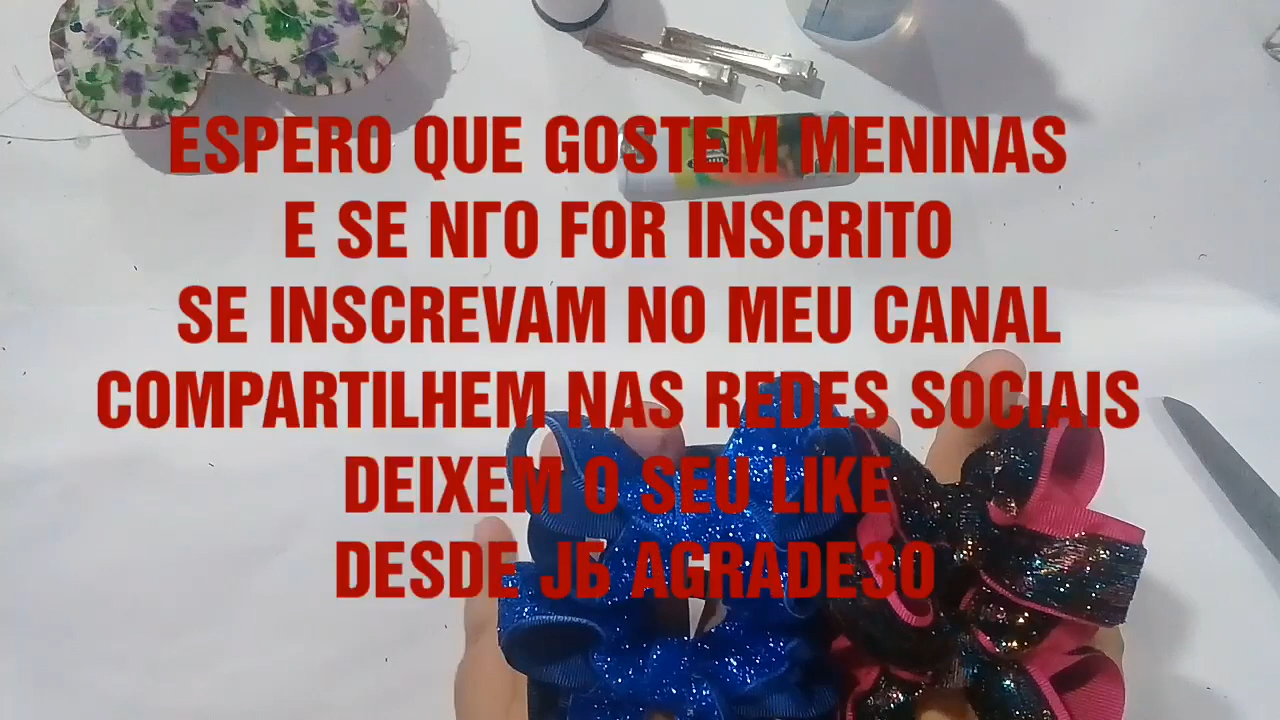 ESPERO QUE GOSTEM MENINAS
E SE NГO FOR INSCRITO
SE INSCREVAM NO MEU CANAL
COMPARTILHEM NAS REDES SOCIAIS
DEIXEM O SEU LIKE
DESDE JБ AGRADEЗO